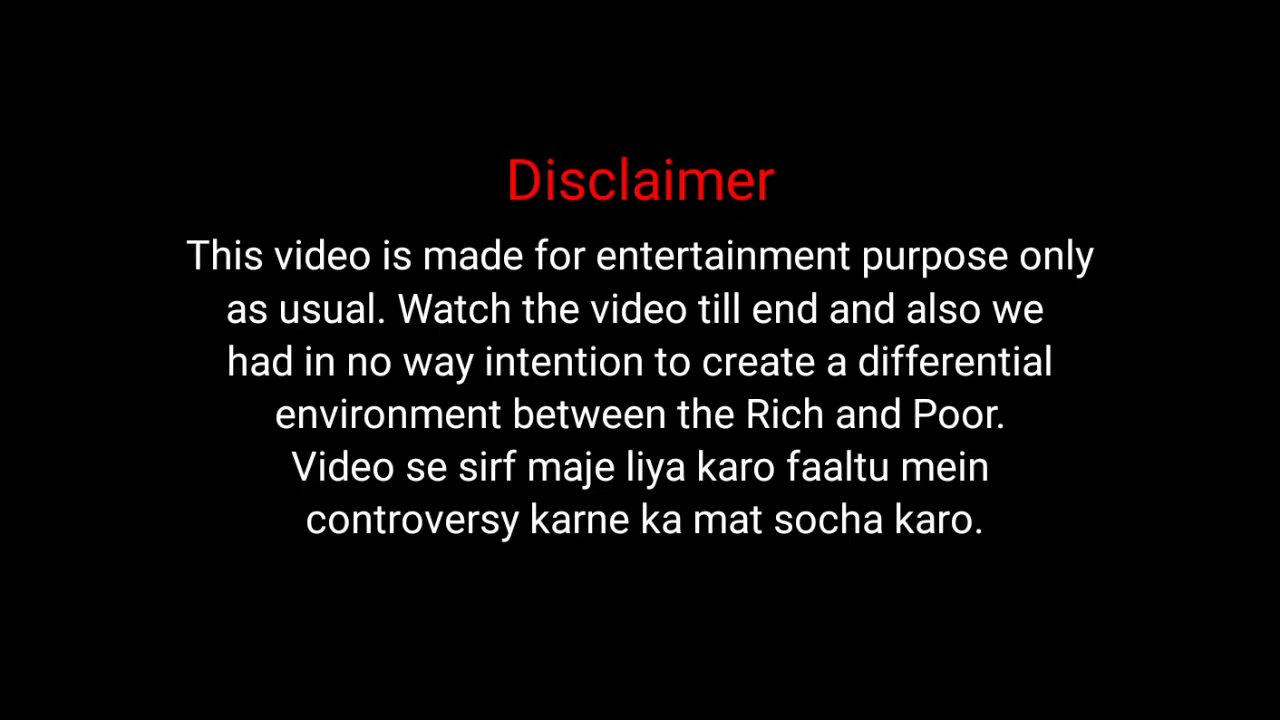 Disclaimer
This video is made for entertainment purpose only
as usual. Watch the video till end and also we
had in no way intention to create a differential
environment between the Rich and Poor.
Video se sirf maje liya karo faaltu mein
controversy karne ka mat socha karo.